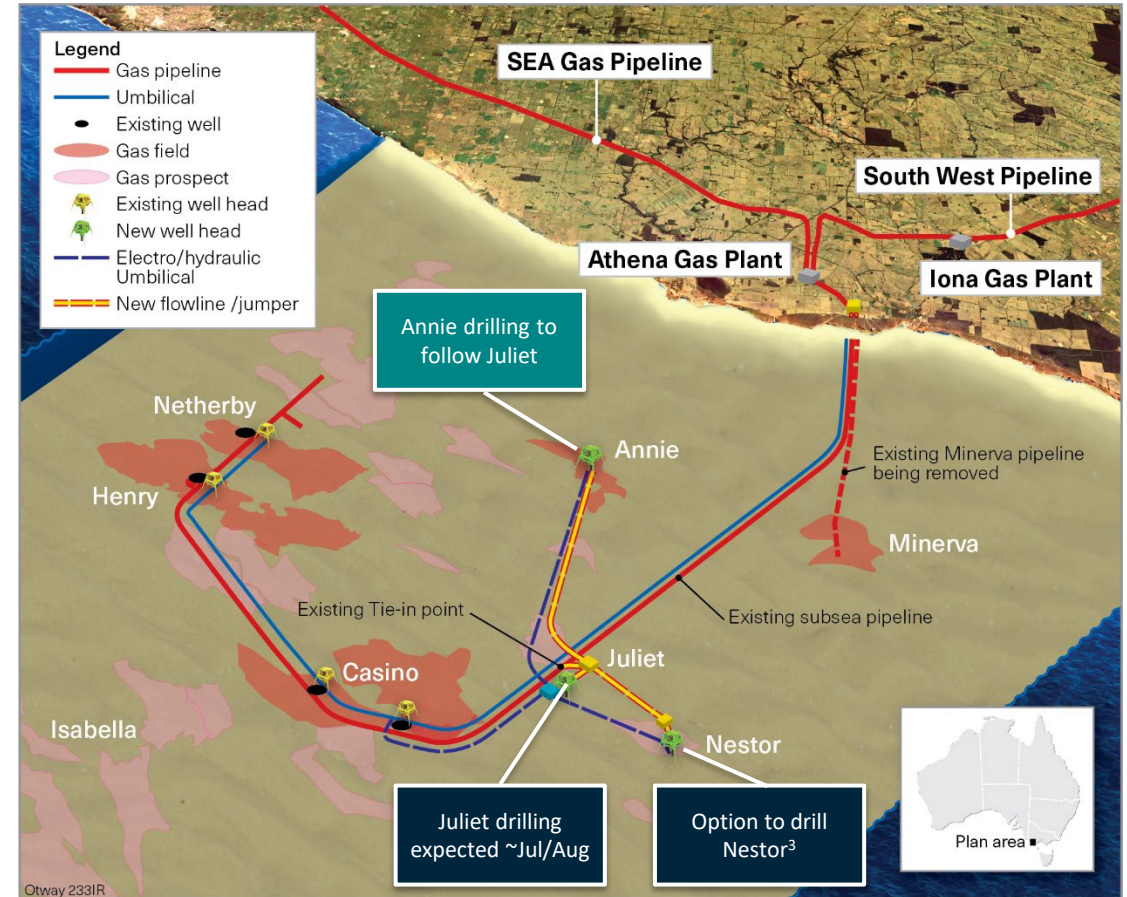 Legend
Gas pipeline
Umbilical
Existing well
Gas field
Gas prospect
Existing well head
New well head
Electro/hydraulic
Umbilical
New flowline /jumper
SEA Gas Pipeline
South West Pipeline
Athena Gas Plant
Iona Gas Plant
Annie drilling to
follow Juliet
Netherby
Henry
Annie
Existing Minerva pipeline
being removed
Minerva
Existing Tie-in point
Existing subsea pipeline
Juliet
Casino
Isabella
Nestor
Juliet drilling
expected ~Jul/Aug
Option to drill
Nestor³
Plan area
Otway 233IR